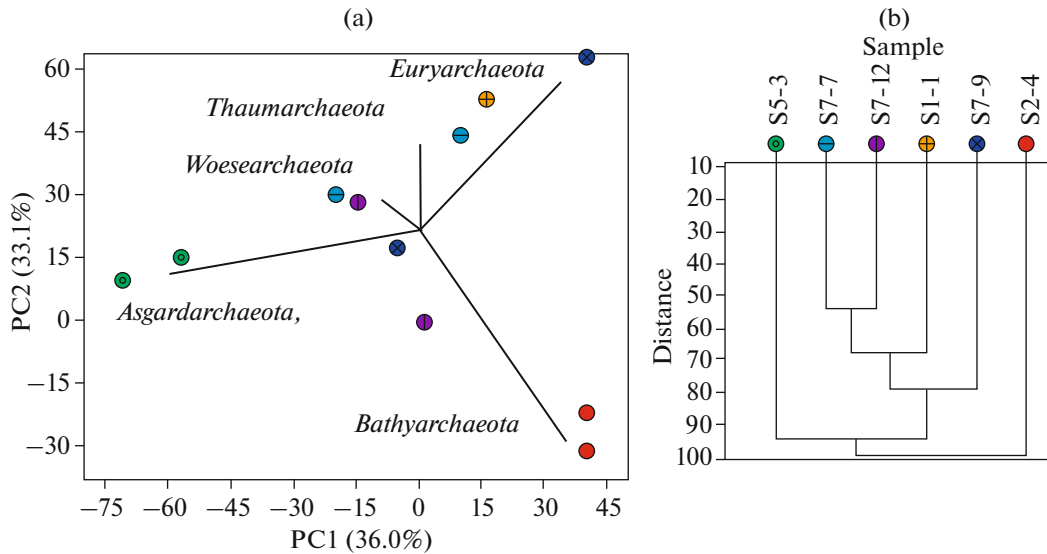 (a)
PC2 (33.1%)
60
45
30
15
0
−15
−30
Euryarchaeota
Thaumarchaeota
Woesearchaeota
Asgardarchaeota,
Bathyarchaeota
−75 −60 −45 −30 −15 0 15 30 45
PC1 (36.0%)
(b)
Sample
S5-3 S7-7 S7-12 S1-1 S7-9 S2-4
Distance
10
20
30
40
50
60
70
80
90
100